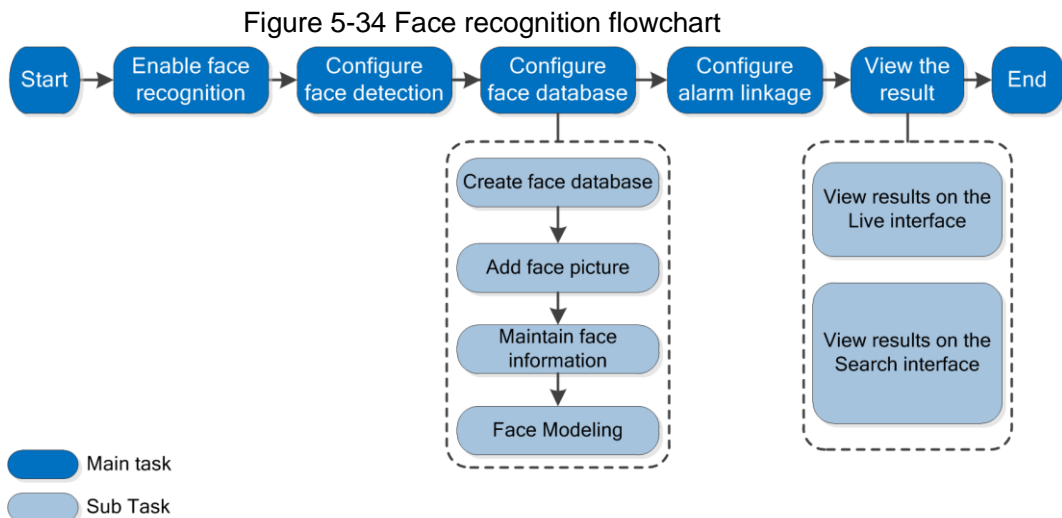 Figure 5-34 Face recognition flowchart
Start
Enable face
recognition
Configure
face detection
Configure
face database
Configure
alarm linkage
View the
result
End
Create face database
Add face picture
Maintain face
information
Face Modeling
View results on the
Live interface
View results on the
Search interface
Main task
Sub Task